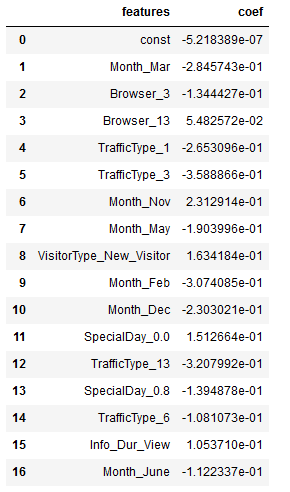 features coef
0 const -5.218389e-07
1 Month_Mar -2.845743e-01
2 Browser_3 -1.344427e-01
3 Browser_13 5.482572e-02
4 TrafficType_1 -2.653096e-01
5 TrafficType_3 -3.588866e-01
6 Month_Nov 2.312914e-01
7 Month_May -1.903996e-01
8 VisitorType_New_Visitor 1.634184e-01
9 Month_Feb -3.074085e-01
10 Month_Dec -2.303021e-01
11 SpecialDay_0.0 1.512664e-01
12 TrafficType_13 -3.207992e-01
13 SpecialDay_0.8 -1.394878e-01
14 TrafficType_6 -1.081073e-01
15 Info_Dur_View 1.053710e-01
16 Month_June -1.122337e-01